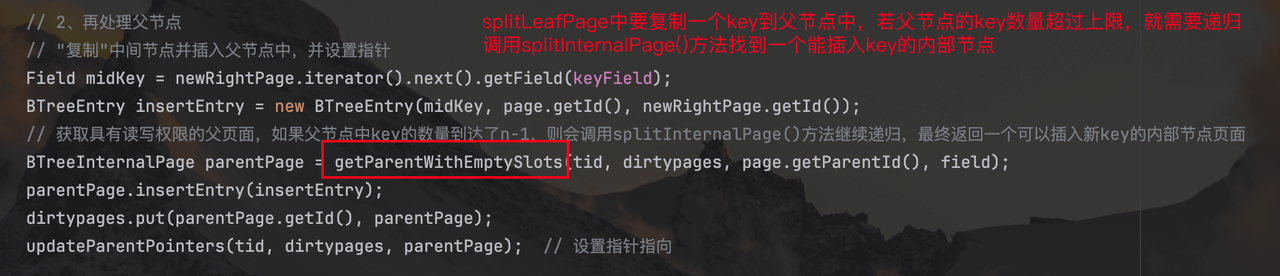 // 2、再处理父节点
splitLeafPage中要复制一个key到父节点中，若父节点的key数量超过上限，就需要递归
调用splitInternalPage()方法找到一个能插入key的内部节点
// "复制"中间节点并插入父节点中，并设置指针
Field midKey = newRightPage.iterator().next().getField(keyField);
BTreeEntry insertEntry = new BTreeEntry(midKey, page.getId(), newRightPage.getId());
// 获取具有读写权限的父页面，如果父节点中key的数量到达了n-1，则会调用splitInternalPage()方法继续递归，最终返回一个可以插入新key的内部节点页面
BTreeInternalPage parentPage = getParentWithEmptySlots(tid, dirtypages, page.getParentId(), field);
parentPage.insertEntry(insertEntry);
dirtypages.put(parentPage.getId(), parentPage);
updateParentPointers(tid, dirtypages, parentPage);  // 设置指针指向